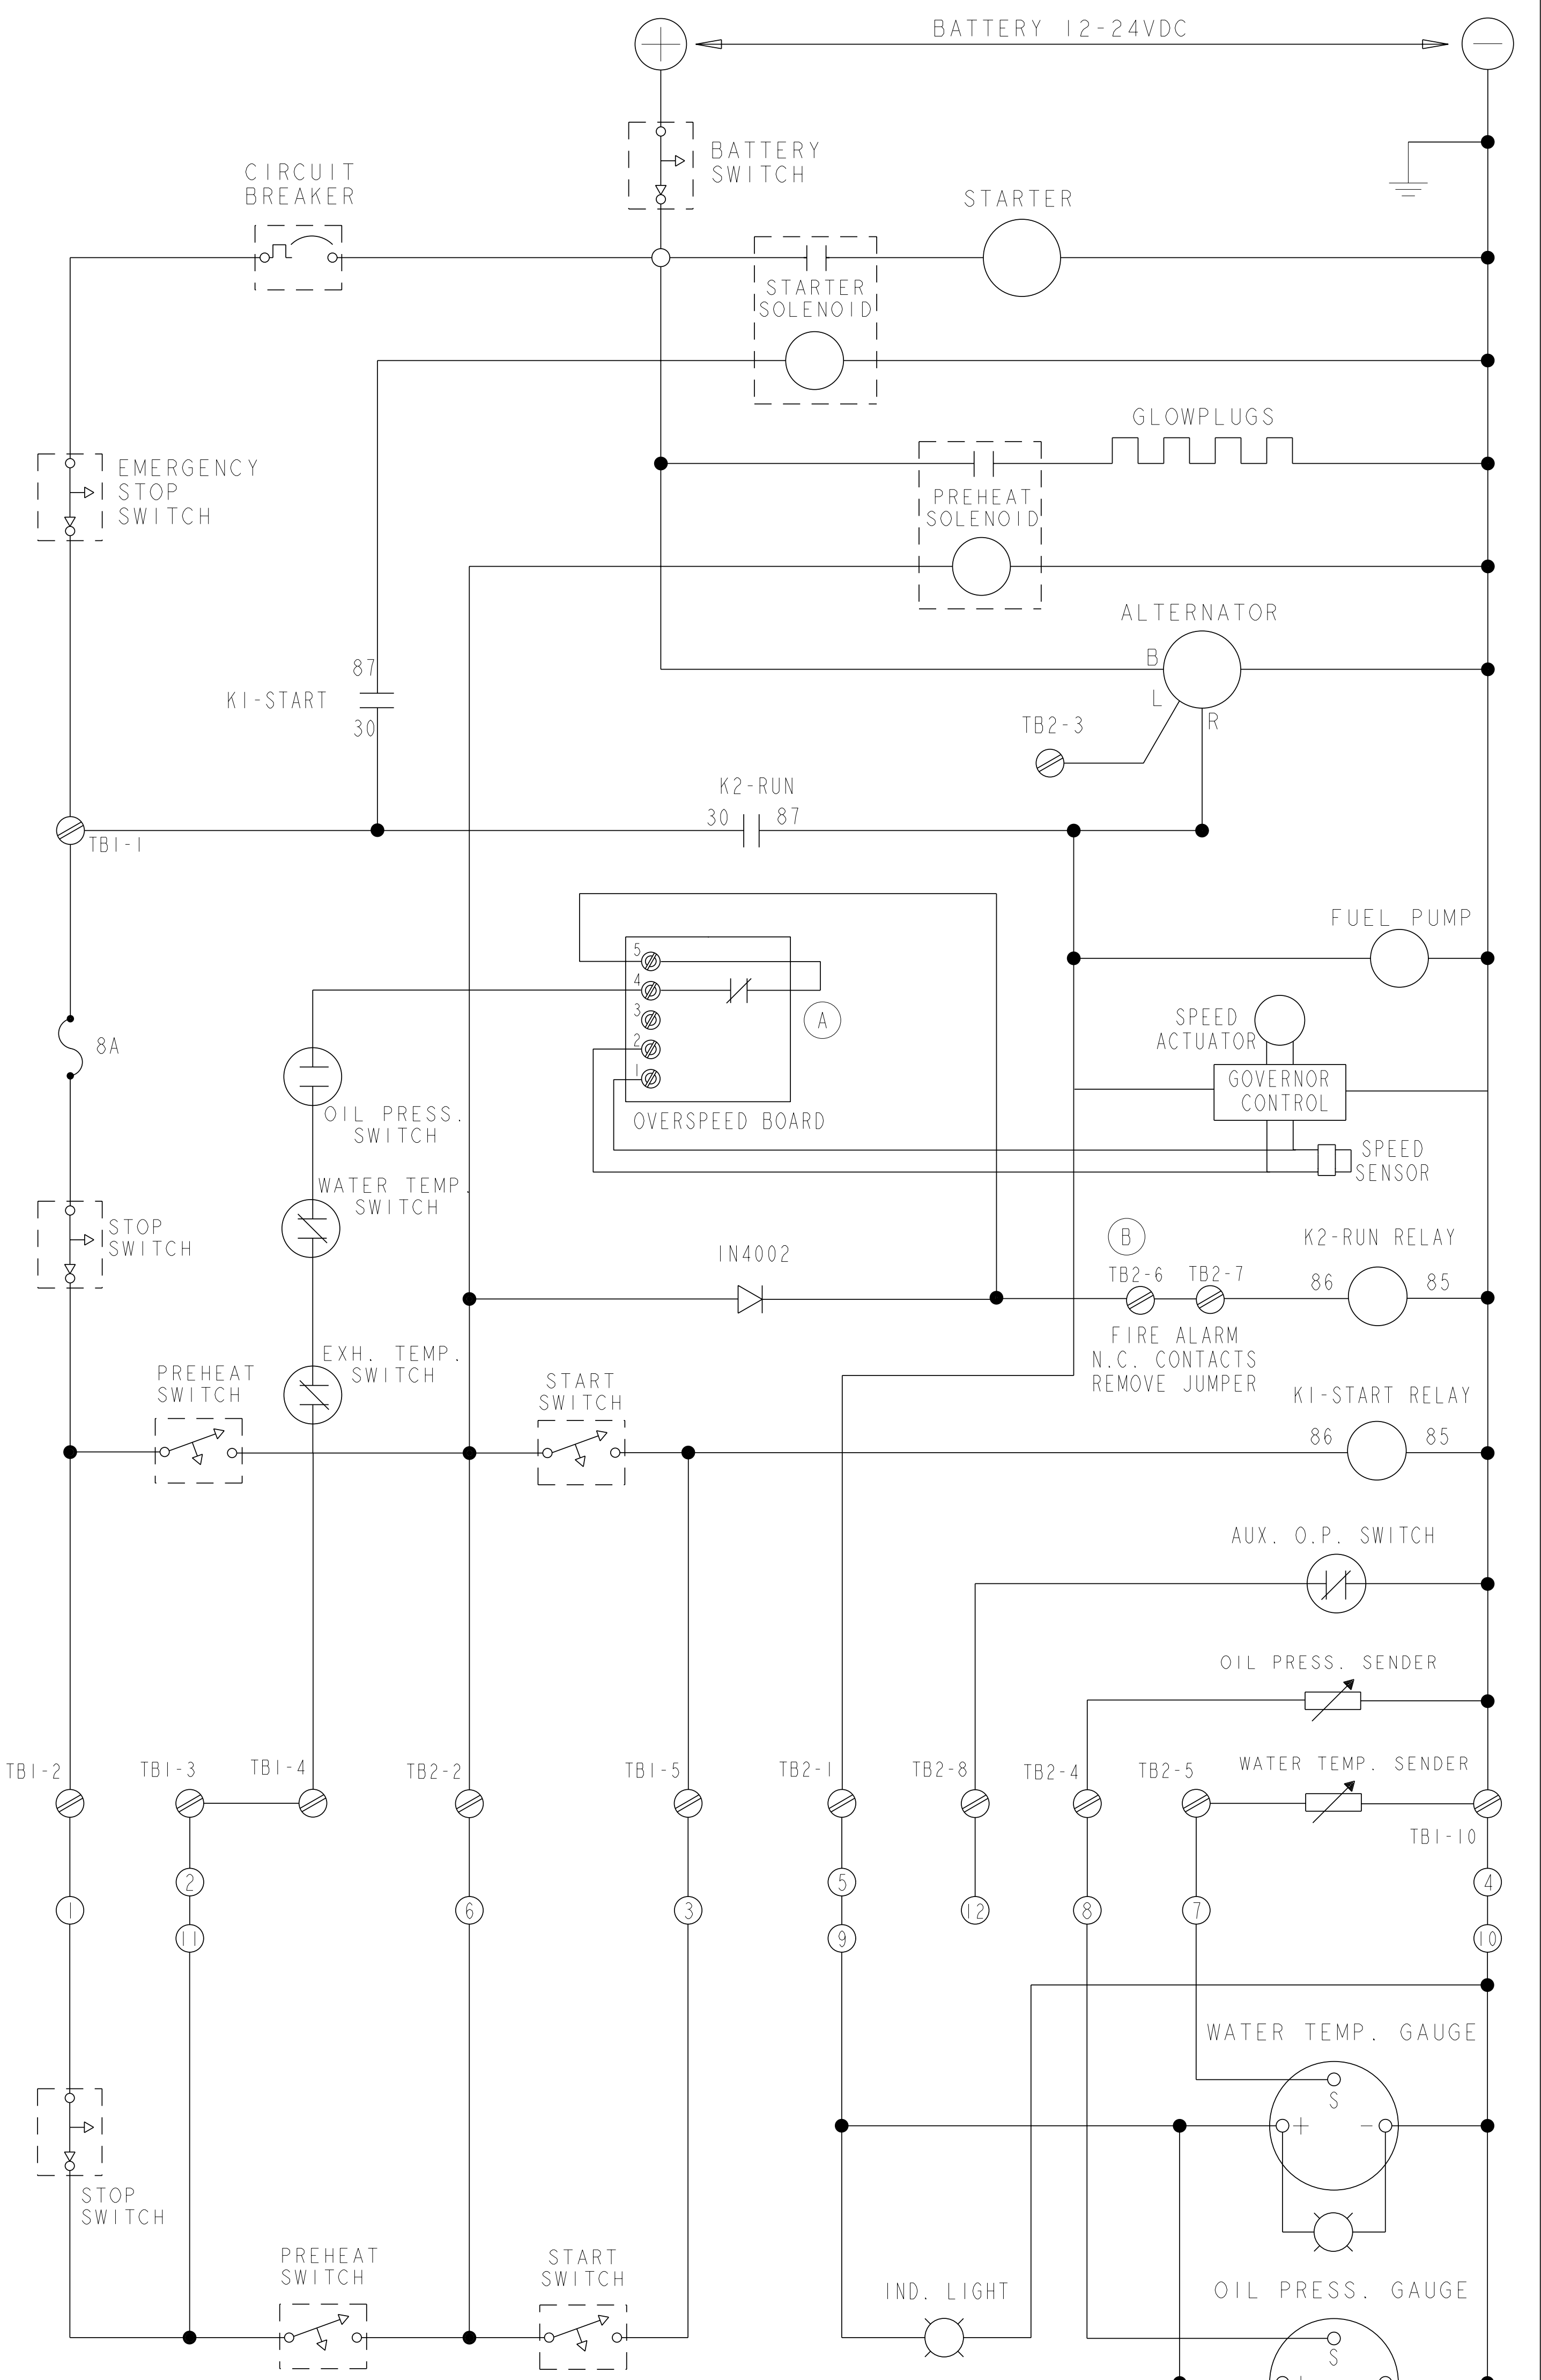 BATTERY 12-24VDC
BATTERY
SWITCH
CIRCUIT
BREAKER
STARTER
STARTER
SOLENOID
GLOWPLUGS
EMERGENCY
STOP
SWITCH
PREHEAT
SOLENOID
ALTERNATOR
B
L
R
87
K1-START
30
TB2-3
K2-RUN
30 87
TB1-1
FUEL PUMP
5
4
3
2
1
A
SPEED
ACTUATOR
8A
GOVERNOR
CONTROL
OIL PRESS.
SWITCH
OVERSPEED BOARD
SPEED
SENSOR
WATER TEMP.
SWITCH
STOP
SWITCH
B
K2-RUN RELAY
IN4002
TB2-6 TB2-7
86 85
FIRE ALARM
N.C. CONTACTS
REMOVE JUMPER
EXH. TEMP.
SWITCH
PREHEAT
SWITCH
START
SWITCH
K1-START RELAY
86 85
AUX. O.P. SWITCH
OIL PRESS. SENDER
WATER TEMP. SENDER
TB1-2 TB1-3 TB1-4 TB2-2 TB1-5 TB2-1 TB2-8 TB2-4 TB2-5
TB1-10
2 5 4
1 6 3 12 8 7
11 9 10
WATER TEMP. GAUGE
S
+ -
STOP
SWITCH
PREHEAT
SWITCH
START
SWITCH
IND. LIGHT
OIL PRESS. GAUGE
S